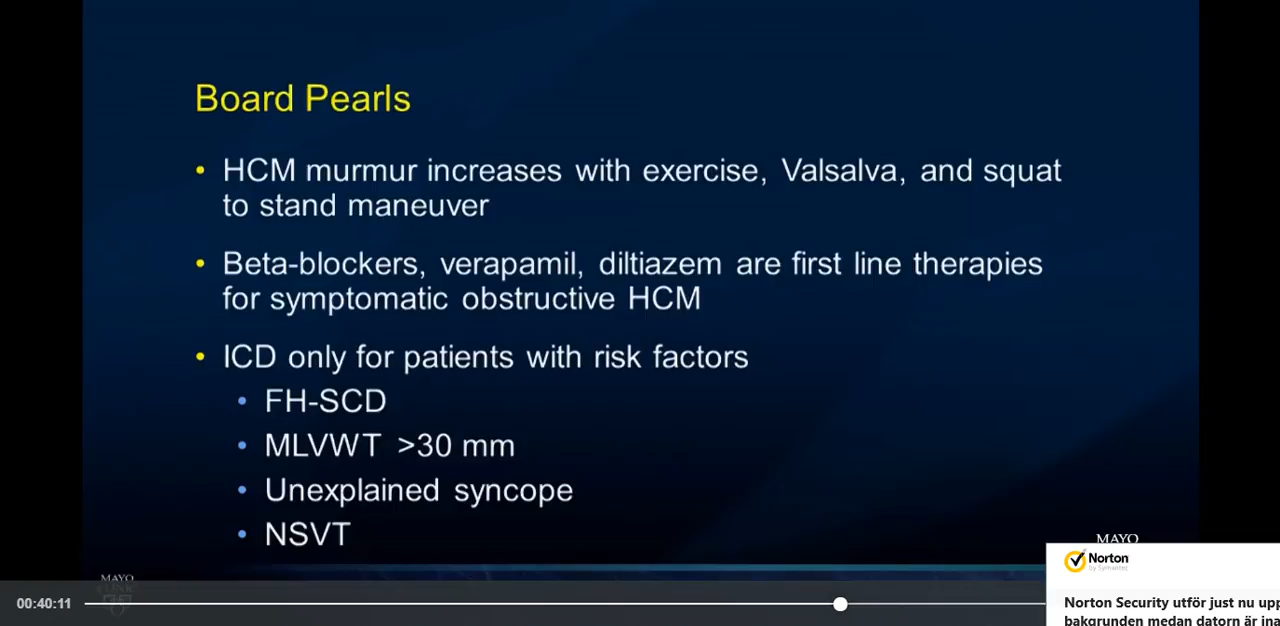 Board Pearls
• HCM murmur increases with exercise, Valsalva, and squat
to stand maneuver
• Beta-blockers, verapamil, diltiazem are first line therapies
for symptomatic obstructive HCM
• ICD only for patients with risk factors
• FH-SCD
• MLVWT >30 mm
• Unexplained syncope
• NSVT
MAYO
MAYO
Norton
by Symantec
00:40:11
Norton Security utför just nu upp
bakgrunden medan datorn är ina